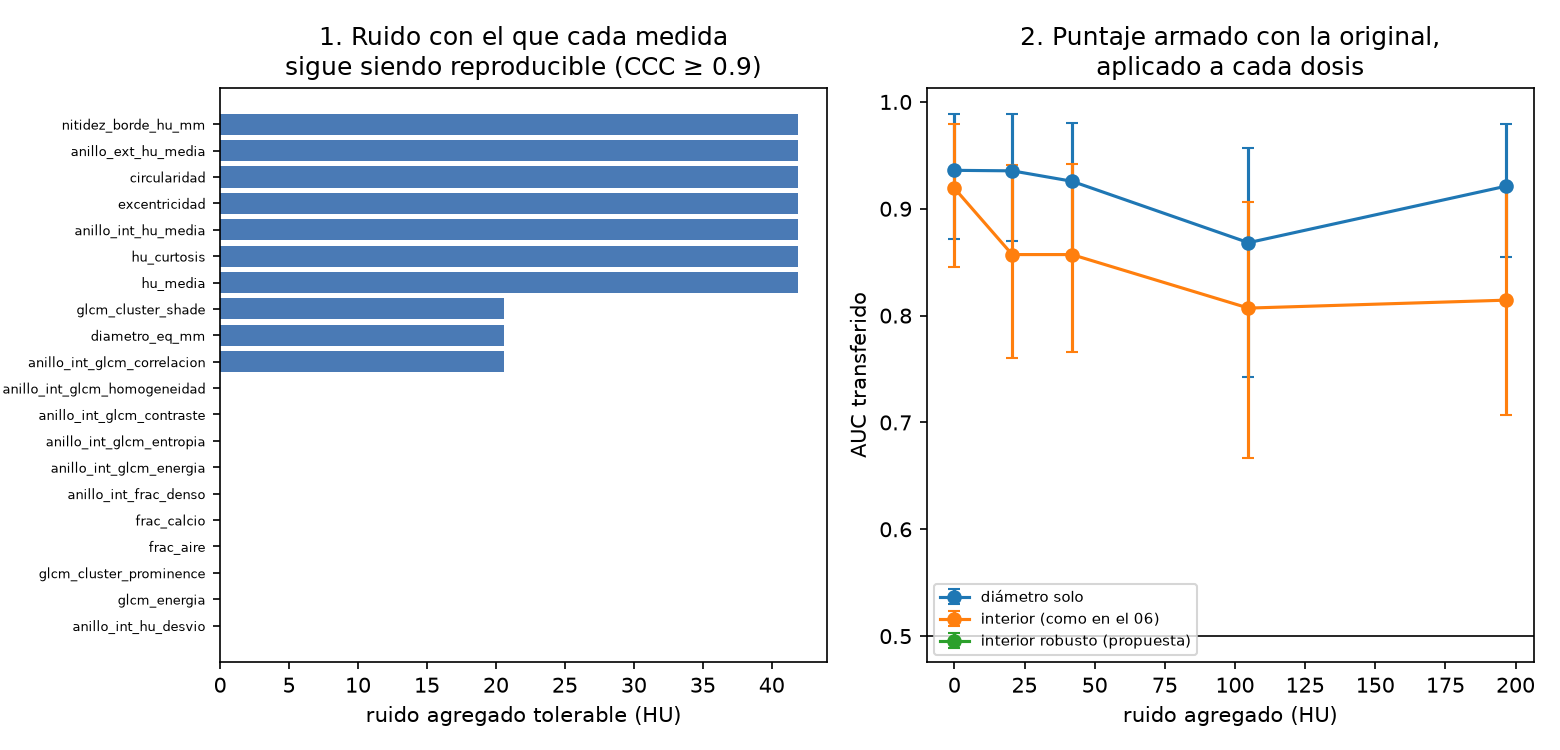 1. Ruido con el que cada medida
sigue siendo reproducible (CCC ≥ 0.9)
nitidez_borde_hu_mm
anillo_ext_hu_media
circularidad
excentricidad
anillo_int_hu_media
hu_curtosis
hu_media
glcm_cluster_shade
diametro_eq_mm
anillo_int_glcm_correlacion
anillo_int_glcm_homogeneidad
anillo_int_glcm_contraste
anillo_int_glcm_entropia
anillo_int_glcm_energia
anillo_int_frac_denso
frac_calcio
frac_aire
glcm_cluster_prominence
glcm_energia
anillo_int_hu_desvio
0 5 10 15 20 25 30 35 40
ruido agregado tolerable (HU)
2. Puntaje armado con la original,
aplicado a cada dosis
AUC transferido
1.0
0.9
0.8
0.7
0.6
0.5
diámetro solo
interior (como en el 06)
interior robusto (propuesta)
0 25 50 75 100 125 150 175 200
ruido agregado (HU)